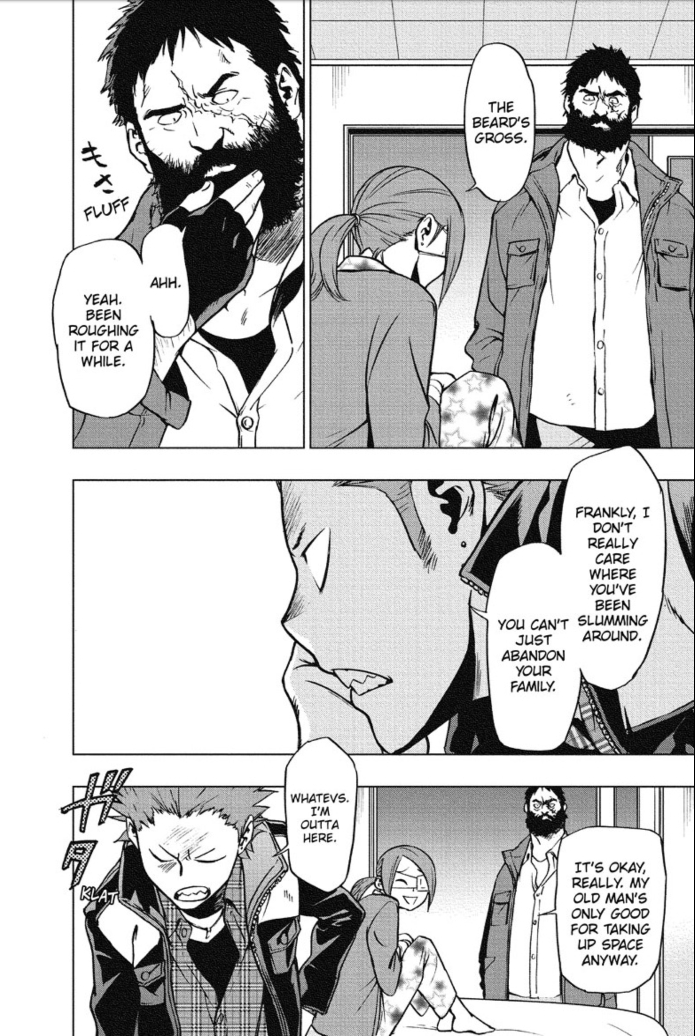 THE
BEARD'S
GROSS.
もさ
FLUFF
AHH.
YEAH.
BEEN
ROUGHING
IT FOR A
WHILE.
FRANKLY, I
DON'T
REALLY
CARE
WHERE
YOU'VE
BEEN
SLUMMING
AROUND.
YOU CAN'T
JUST
ABANDON
YOUR
FAMILY.
IT'S OKAY,
REALLY. MY
OLD MAN'S
ONLY GOOD
FOR TAKING
UP SPACE
ANYWAY.
WHATEVS.
I'M
OUTTA
HERE.
ガタ
KLAT